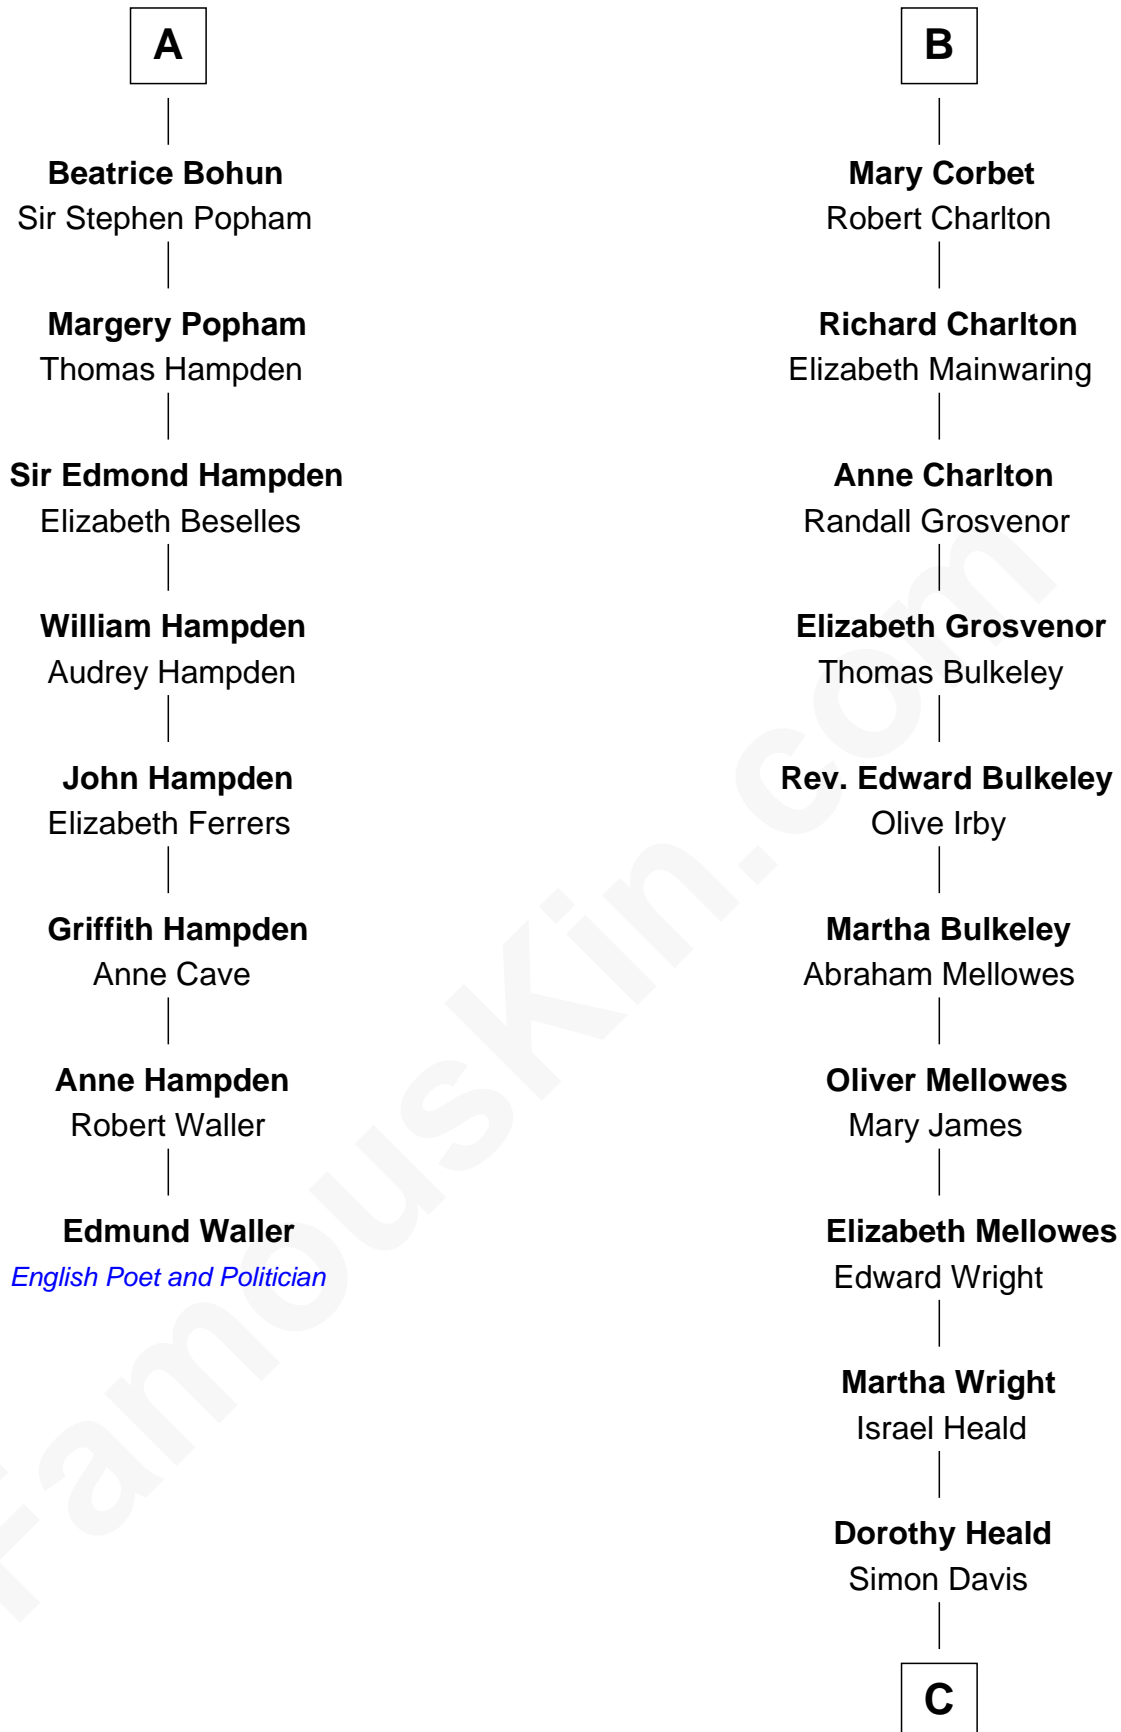 A
Beatrice Bohun
Sir Stephen Popham
Margery Popham
Thomas Hampden
Sir Edmond Hampden
Elizabeth Beselles
William Hampden
Audrey Hampden
John Hampden
Elizabeth Ferrers
Griffith Hampden
Anne Cave
Anne Hampden
Robert Waller
Edmund Waller
English Poet and Politician
B
Mary Corbet
Robert Charlton
Richard Charlton
Elizabeth Mainwaring
Anne Charlton
Randall Grosvenor
Elizabeth Grosvenor
Thomas Bulkeley
Rev. Edward Bulkeley
Olive Irby
Martha Bulkeley
Abraham Mellowes
Oliver Mellowes
Mary James
Elizabeth Mellowes
Edward Wright
Martha Wright
Israel Heald
Dorothy Heald
Simon Davis
C
FamousKin.com